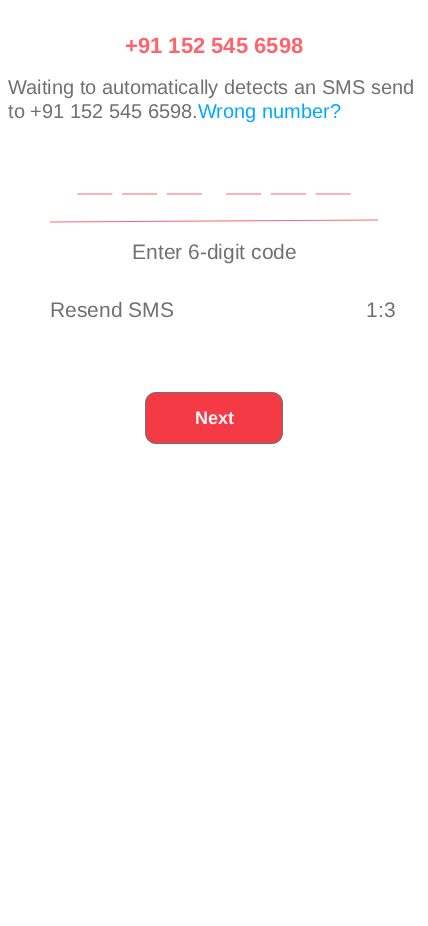 +91 152 545 6598
Waiting to automatically detects an SMS send
to +91 152 545 6598.Wrong number?
Enter 6-digit code
Resend SMS 1:3
Next